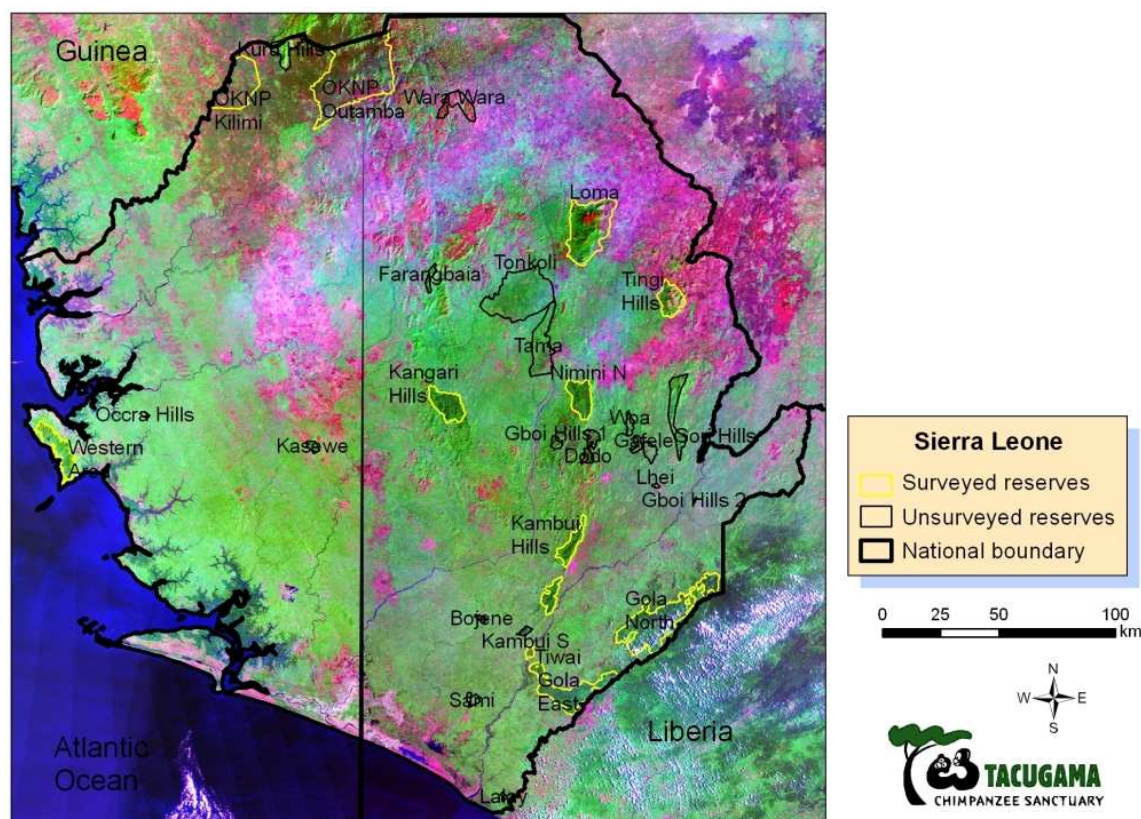 Guinea
Kuru Hills
OKNP
Kilimi
OKNP
Outamba
Wara Wara
Loma
Farangbaia
Tonkoli
Tingi
Hills
Tama
Kangari
Hills
Nimini N
Occra Hills
Western
Area
Kasewe
Gboi Hills 1
Dodo
Woa
Gafele
Sori Hills
Lhei
Gboi Hills 2
Kambui
Hills
Bojene
Kambui S
Tiwai
Gola
East
Gola
North
Sami
Liberia
Atlantic
Ocean
Sierra Leone
Surveyed reserves
Unsurveyed reserves
National boundary
0 25 50 100
km
N
W E
S
TACUGAMA
CHIMPANZEE SANCTUARY